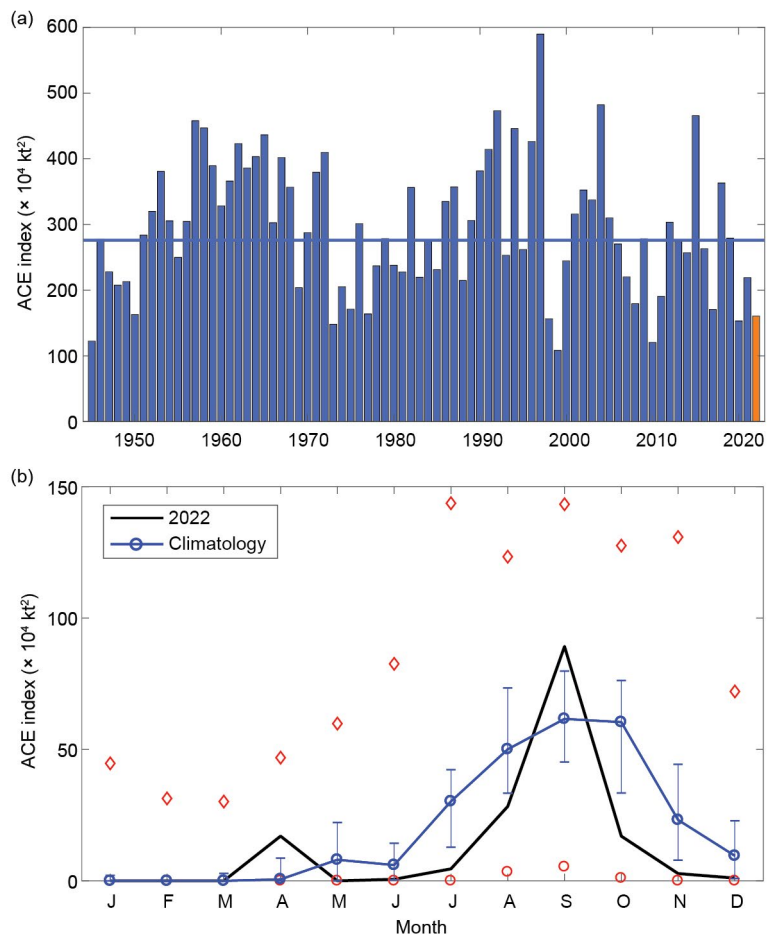 (a)
600
500
400
300
200
100
0
ACE index (× 10⁴ kt²)
1950 1960 1970 1980 1990 2000 2010 2020
(b)
150
100
50
0
ACE index (× 10⁴ kt²)
2022
Climatology
J F M A M J J A S O N D
Month